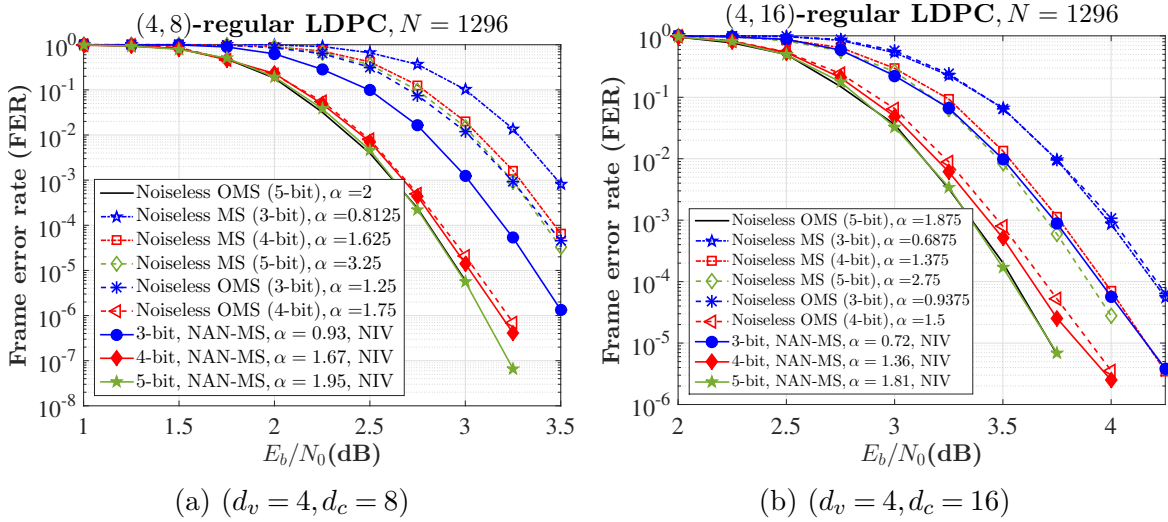 (4, 8)-regular LDPC, N = 1296
10^0
10^-1
10^-2
10^-3
10^-4
10^-5
10^-6
10^-7
10^-8
Frame error rate (FER)
Noiseless OMS (5-bit), α =2
Noiseless MS (3-bit), α =0.8125
Noiseless MS (4-bit), α =1.625
Noiseless MS (5-bit), α =3.25
Noiseless OMS (3-bit), α =1.25
Noiseless OMS (4-bit), α =1.75
3-bit, NAN-MS, α = 0.93, NIV
4-bit, NAN-MS, α = 1.67, NIV
5-bit, NAN-MS, α = 1.95, NIV
1 1.5 2 2.5 3 3.5
E_b/N_0(dB)
(a) (d_v = 4, d_c = 8)
(4, 16)-regular LDPC, N = 1296
10^0
10^-1
10^-2
10^-3
10^-4
10^-5
10^-6
Frame error rate (FER)
Noiseless OMS (5-bit), α =1.875
Noiseless MS (3-bit), α =0.6875
Noiseless MS (4-bit), α =1.375
Noiseless MS (5-bit), α =2.75
Noiseless OMS (3-bit), α =0.9375
Noiseless OMS (4-bit), α =1.5
3-bit, NAN-MS, α = 0.72, NIV
4-bit, NAN-MS, α = 1.36, NIV
5-bit, NAN-MS, α = 1.81, NIV
2 2.5 3 3.5 4
E_b/N_0(dB)
(b) (d_v = 4, d_c = 16)